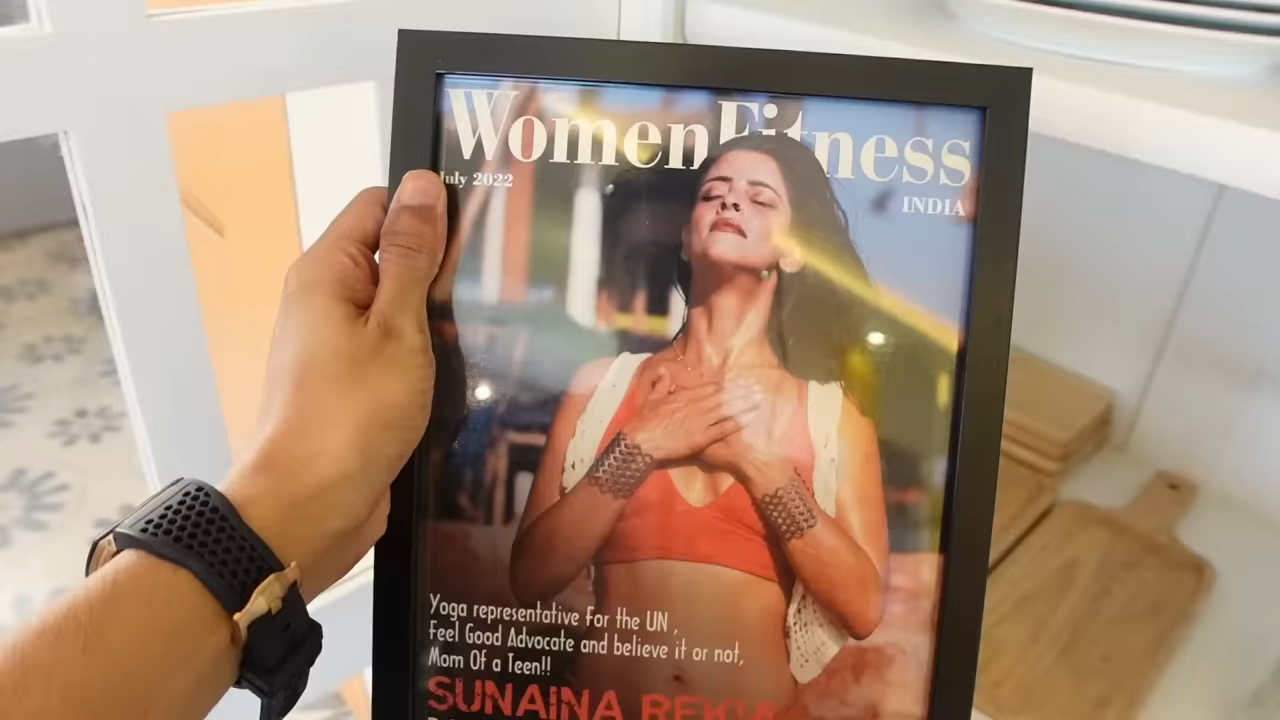 WomenFitness
July 2022
INDIA
Yoga representative for the UN ,
Feel Good Advocate and believe it or not,
Mom Of a Teen!!
SUNAINA